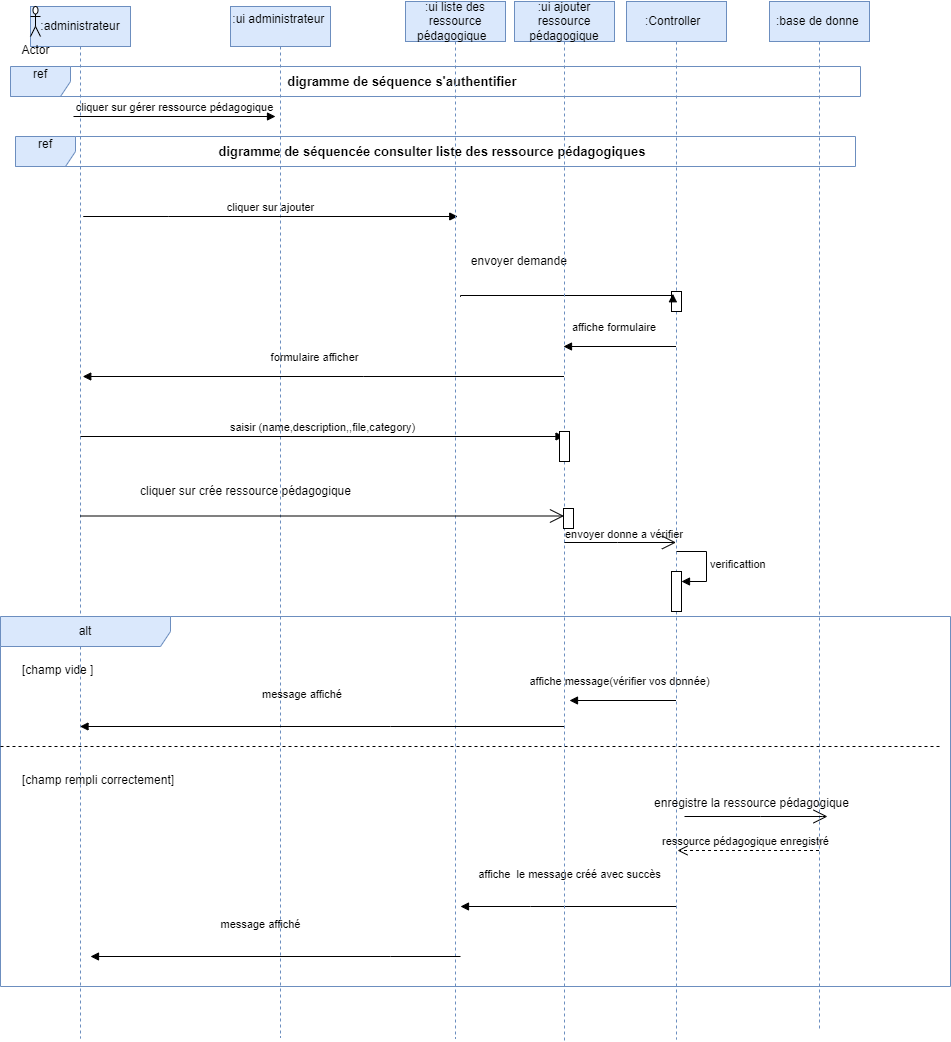 :administrateur
Actor
:ui administrateur
:ui liste des
ressource
pédagogique
:ui ajouter
ressource
pédagogique
:Controller
:base de donne
ref
digramme de séquence s'authentifier
cliquer sur gérer ressource pédagogique
ref
digramme de séquencée consulter liste des ressource pédagogiques
cliquer sur ajouter
envoyer demande
affiche formulaire
formulaire afficher
saisir (name,description,,file,category)
cliquer sur crée ressource pédagogique
envoyer donne a vérifier
verificattion
alt
[champ vide ]
affiche message(vérifier vos donnée)
message affiché
[champ rempli correctement]
enregistre la ressource pédagogique
ressource pédagogique enregistré
affiche  le message créé avec succès
message affiché